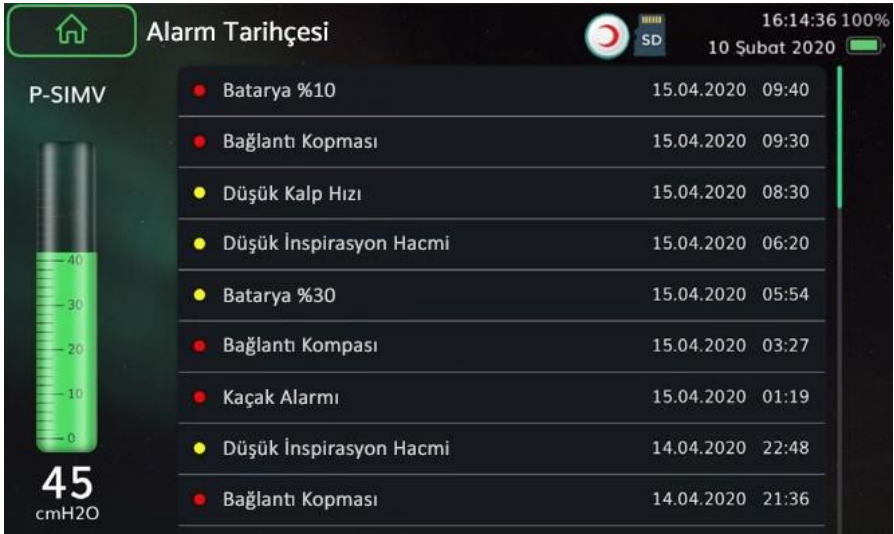 Alarm Tarihçesi
SD
16:14:36 100%
10 Şubat 2020
P-SIMV
40
30
20
10
0
45
cmH2O
Batarya %10 15.04.2020 09:40
Bağlantı Kopması 15.04.2020 09:30
Düşük Kalp Hızı 15.04.2020 08:30
Düşük İnspirasyon Hacmi 15.04.2020 06:20
Batarya %30 15.04.2020 05:54
Bağlantı Kompası 15.04.2020 03:27
Kaçak Alarmı 15.04.2020 01:19
Düşük İnspirasyon Hacmi 14.04.2020 22:48
Bağlantı Kopması 14.04.2020 21:36